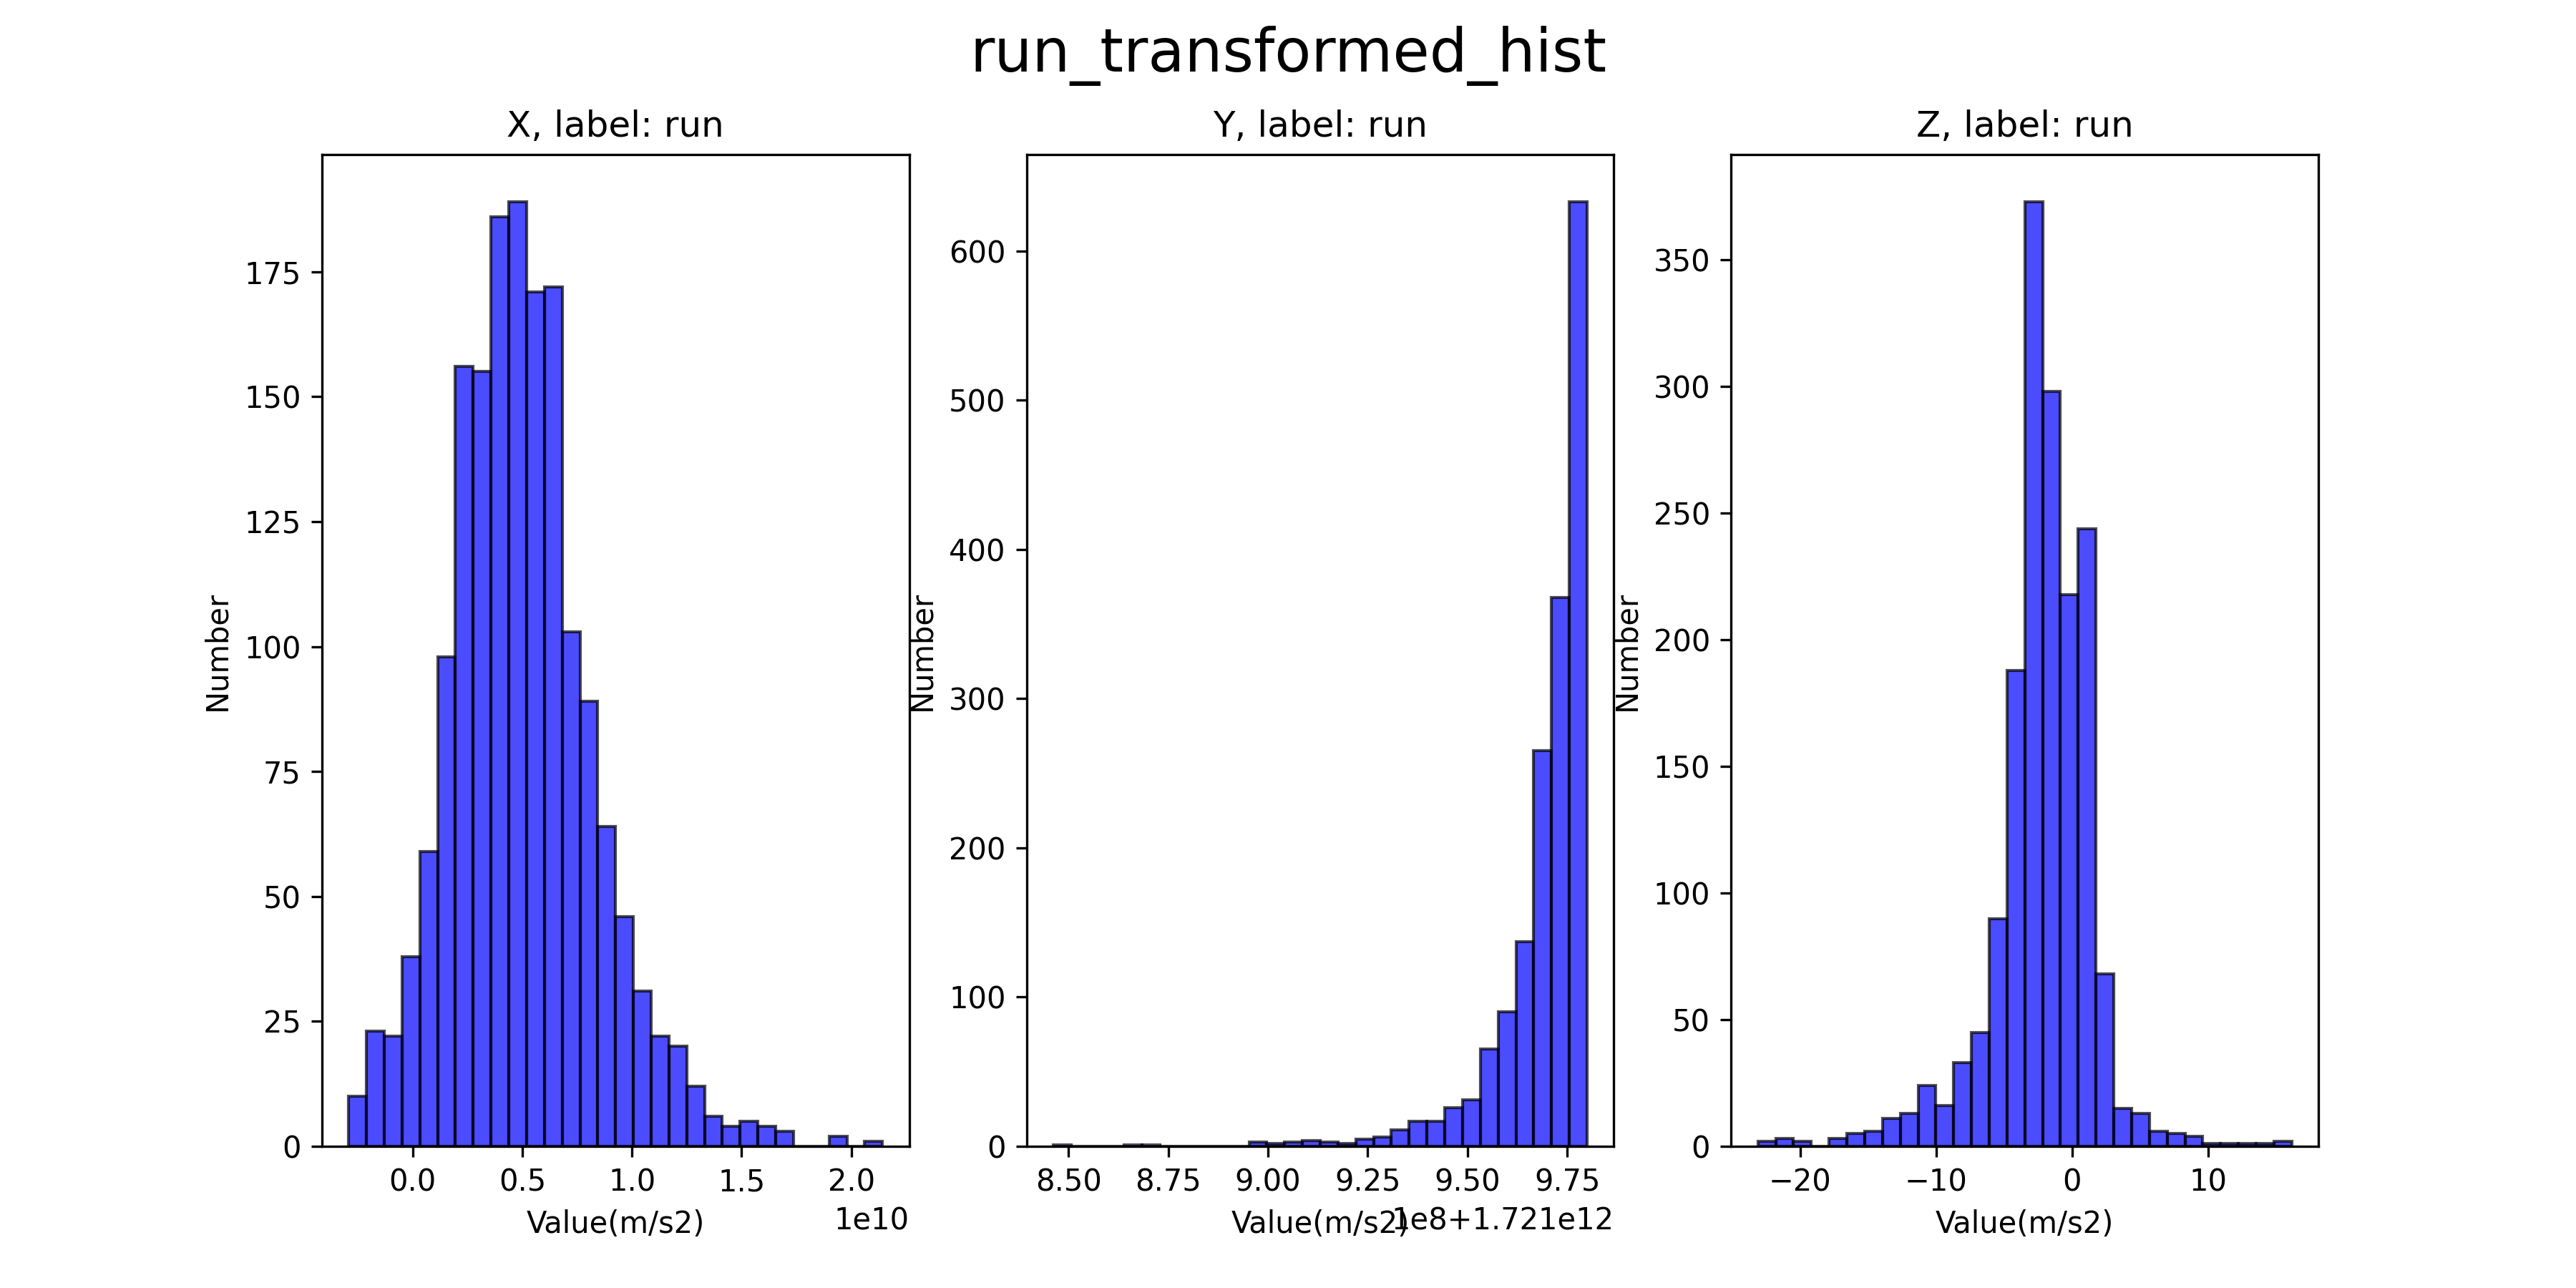 run_transformed_hist
X, label: run
Number
175
150
125
100
75
50
25
0
0.0 0.5 1.0 1.5 2.0
Value(m/s2)
1e10
Y, label: run
Number
600
500
400
300
200
100
0
8.50 8.75 9.00 9.25 9.50 9.75
Value(m/s2)
1e8+1.721e12
Z, label: run
Number
350
300
250
200
150
100
50
0
−20 −10 0 10
Value(m/s2)